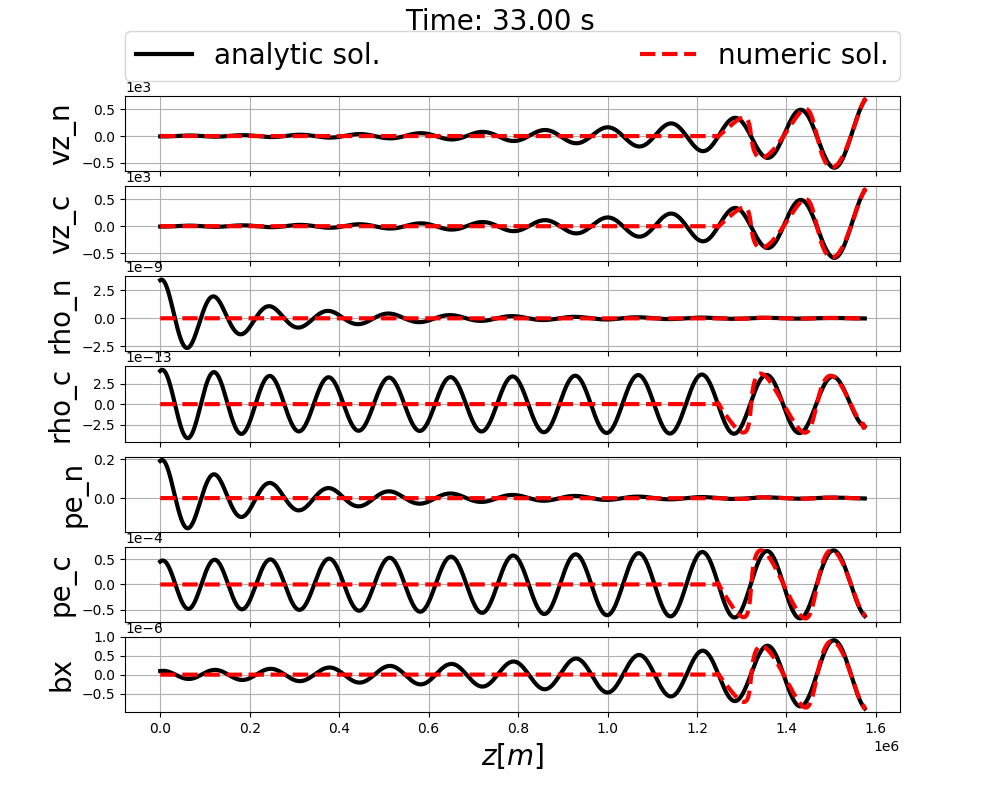 Time: 33.00 s
analytic sol.
numeric sol.
1e3
vz_n
0.5
0.0
−0.5
1e3
vz_c
0.5
0.0
−0.5
1e−9
rho_n
2.5
0.0
−2.5
1e−13
rho_c
2.5
0.0
−2.5
pe_n
0.2
0.0
1e−4
pe_c
0.5
0.0
−0.5
1e−6
bx
1.0
0.5
0.0
−0.5
0.0 0.2 0.4 0.6 0.8 1.0 1.2 1.4 1.6
1e6
z[m]